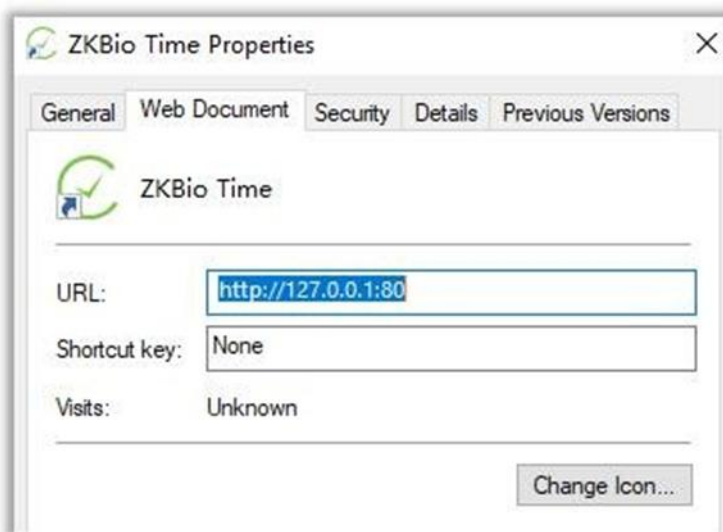 ZKBio Time Properties
General Web Document Security Details Previous Versions
ZKBio Time
URL: http://127.0.0.1:80
Shortcut key: None
Visits: Unknown
Change Icon...